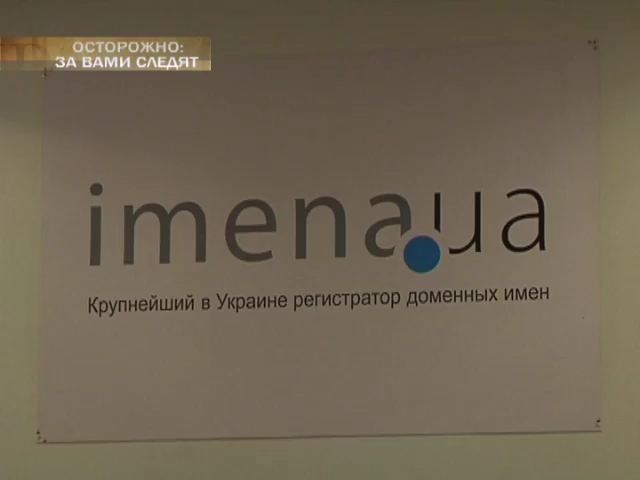 ОСТОРОЖНО:
ЗА ВАМИ СЛЕДЯТ
imena.ua
Крупнейший в Украине регистратор доменных имен